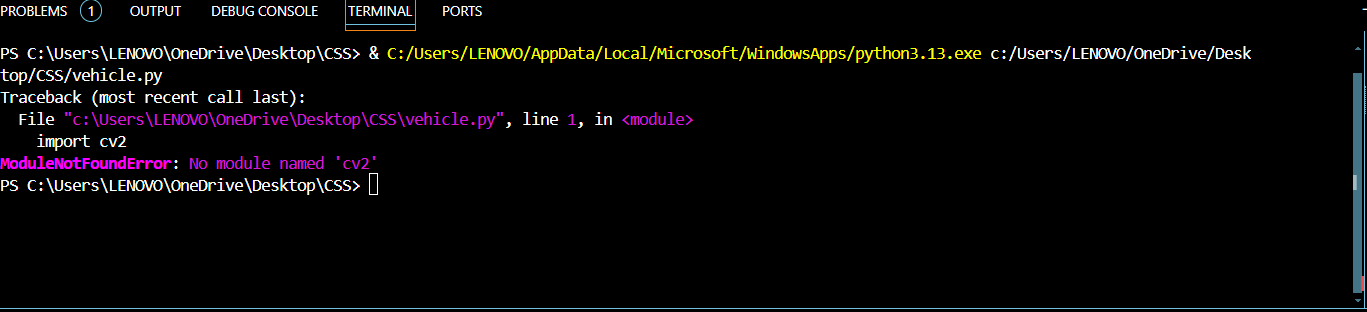 PROBLEMS 1 OUTPUT DEBUG CONSOLE TERMINAL PORTS
PS C:\Users\LENOVO\OneDrive\Desktop\CSS> & C:/Users/LENOVO/AppData/Local/Microsoft/WindowsApps/python3.13.exe c:/Users/LENOVO/OneDrive/Desk
top/CSS/vehicle.py
Traceback (most recent call last):
  File "c:\Users\LENOVO\OneDrive\Desktop\CSS\vehicle.py", line 1, in <module>
    import cv2
ModuleNotFoundError: No module named 'cv2'
PS C:\Users\LENOVO\OneDrive\Desktop\CSS>